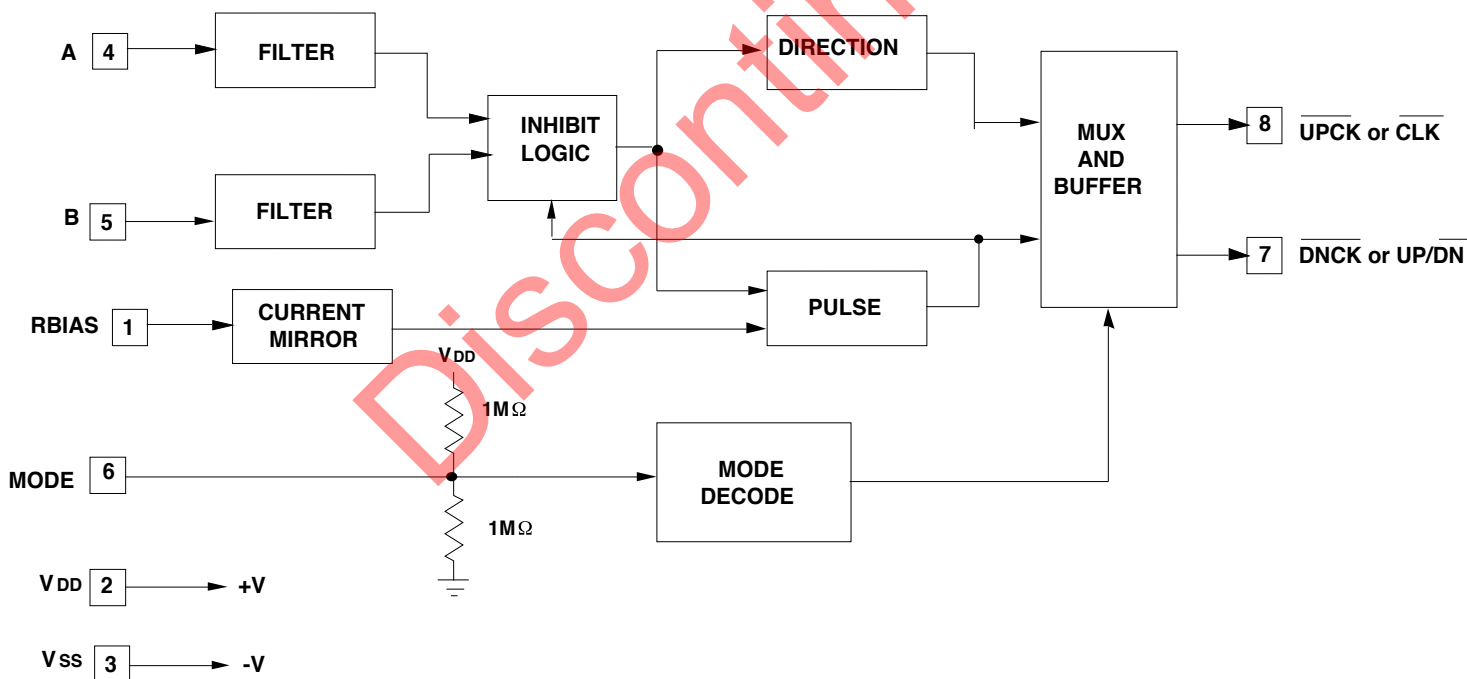 A 4
FILTER
INHIBIT
LOGIC
DIRECTION
MUX
AND
BUFFER
8 UPCK or CLK
B 5
FILTER
7 DNCK or UP/DN
RBIAS 1
CURRENT
MIRROR
PULSE
VDD
1MΩ
MODE 6
MODE
DECODE
1MΩ
VDD 2 +V
VSS 3 -V